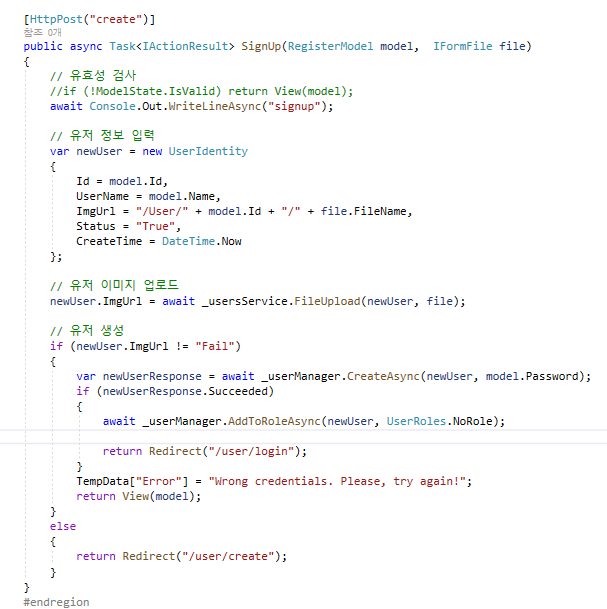 [HttpPost("create")]
참조 0개
public async Task<IActionResult> SignUp(RegisterModel model,  IFormFile file)
{
    // 유효성 검사
    //if (!ModelState.IsValid) return View(model);
    await Console.Out.WriteLineAsync("signup");

    // 유저 정보 입력
    var newUser = new UserIdentity
    {
        Id = model.Id,
        UserName = model.Name,
        ImgUrl = "/User/" + model.Id + "/" + file.FileName,
        Status = "True",
        CreateTime = DateTime.Now
    };

    // 유저 이미지 업로드
    newUser.ImgUrl = await _usersService.FileUpload(newUser, file);

    // 유저 생성
    if (newUser.ImgUrl != "Fail")
    {
        var newUserResponse = await _userManager.CreateAsync(newUser, model.Password);
        if (newUserResponse.Succeeded)
        {
            await _userManager.AddToRoleAsync(newUser, UserRoles.NoRole);

            return Redirect("/user/login");
        }
        TempData["Error"] = "Wrong credentials. Please, try again!";
        return View(model);
    }
    else
    {
        return Redirect("/user/create");
    }
}
#endregion